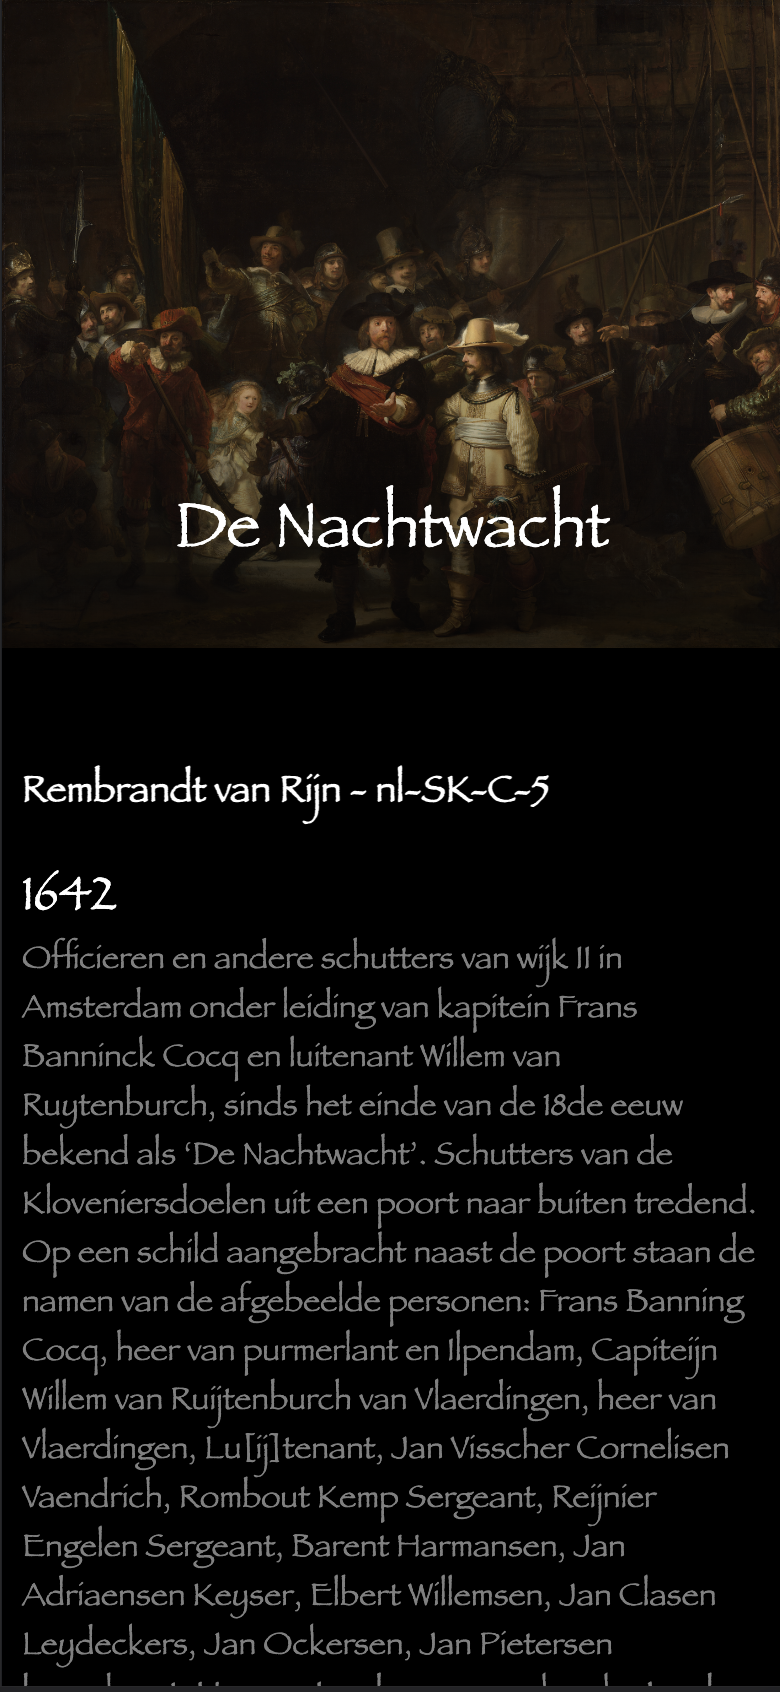 De Nachtwacht
Rembrandt van Rijn - nl-SK-C-5
1642
Officieren en andere schutters van wijk II in
Amsterdam onder leiding van kapitein Frans
Banninck Cocq en luitenant Willem van
Ruytenburch, sinds het einde van de 18de eeuw
bekend als ‘De Nachtwacht’. Schutters van de
Kloveniersdoelen uit een poort naar buiten tredend.
Op een schild aangebracht naast de poort staan de
namen van de afgebeelde personen: Frans Banning
Cocq, heer van purmerlant en Ilpendam, Capiteijn
Willem van Ruijtenburch van Vlaerdingen, heer van
Vlaerdingen, Lu[ij]tenant, Jan Visscher Cornelisen
Vaendrich, Rombout Kemp Sergeant, Reijnier
Engelen Sergeant, Barent Harmansen, Jan
Adriaensen Keyser, Elbert Willemsen, Jan Clasen
Leydeckers, Jan Ockersen, Jan Pietersen